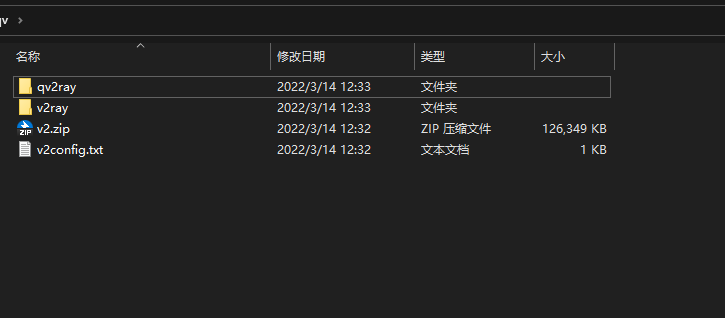 qv
名称 修改日期 类型 大小
qv2ray 2022/3/14 12:33 文件夹
v2ray 2022/3/14 12:33 文件夹
v2.zip 2022/3/14 12:32 ZIP 压缩文件 126,349 KB
v2config.txt 2022/3/14 12:32 文本文档 1 KB